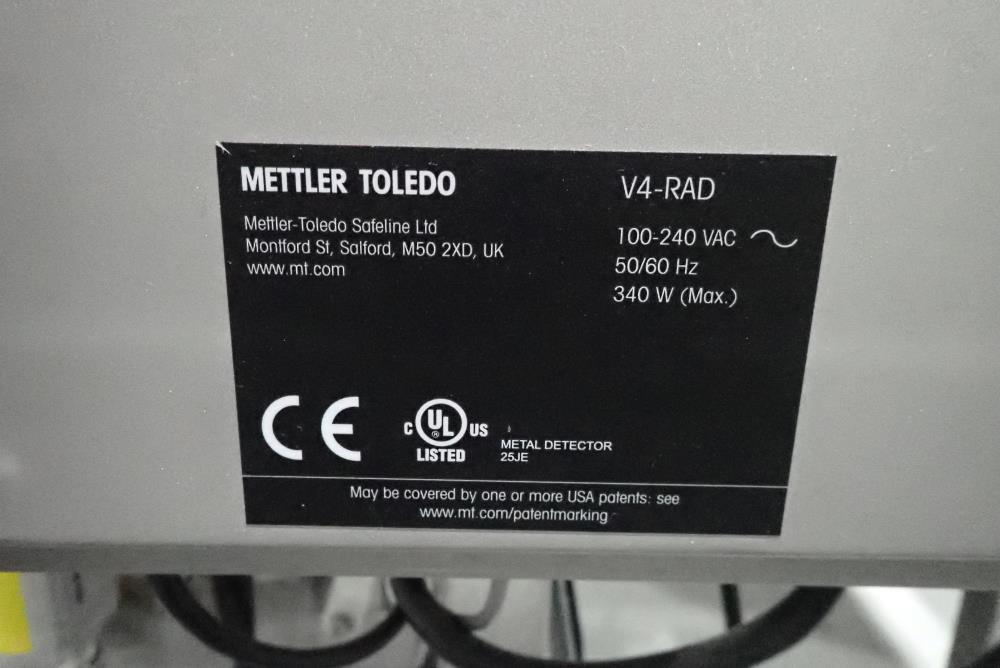 METTLER TOLEDO
Mettler-Toledo Safeline Ltd
Montford St, Salford, M50 2XD, UK
www.mt.com
V4-RAD
100-240 VAC
50/60 Hz
340 W (Max.)
CE
C UL® US
LISTED
METAL DETECTOR
25JE
May be covered by one or more USA patents: see
www.mt.com/patentmarking